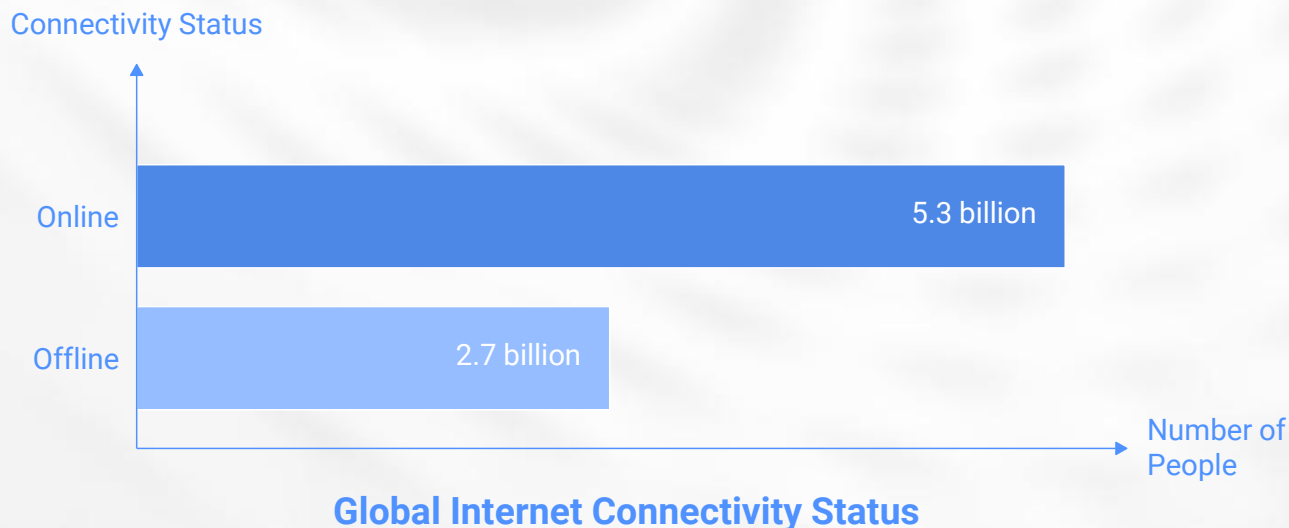 Connectivity Status
Online
5.3 billion
Offline
2.7 billion
Number of
People
Global Internet Connectivity Status